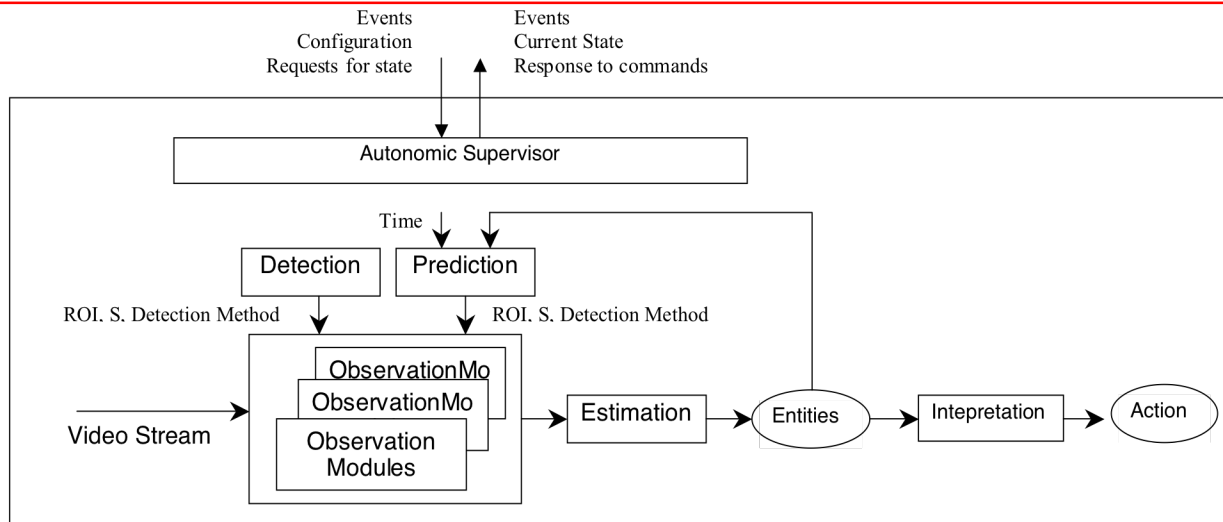 Events
Configuration
Requests for state
Events
Current State
Response to commands
Autonomic Supervisor
Time
Detection
Prediction
ROI, S, Detection Method
ROI, S, Detection Method
ObservationMo
ObservationMo
Observation
Modules
Video Stream
Estimation
Entities
Intepretation
Action